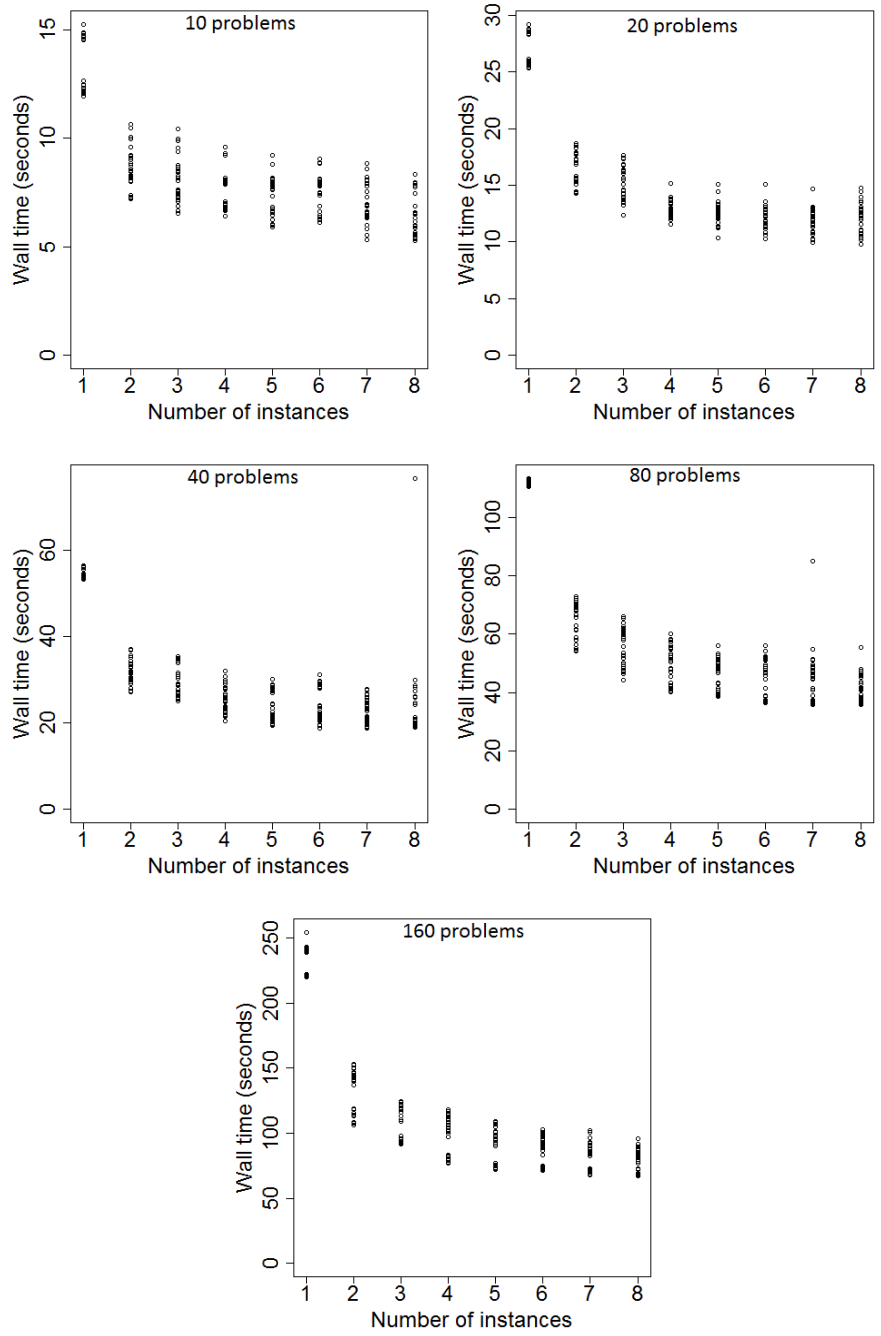 10 problems
Wall time (seconds)
15
10
5
0
1 2 3 4 5 6 7 8
Number of instances
20 problems
Wall time (seconds)
30
25
20
15
10
5
0
1 2 3 4 5 6 7 8
Number of instances
40 problems
Wall time (seconds)
60
40
20
0
1 2 3 4 5 6 7 8
Number of instances
80 problems
Wall time (seconds)
100
80
60
40
20
0
1 2 3 4 5 6 7 8
Number of instances
160 problems
Wall time (seconds)
250
200
150
100
50
0
1 2 3 4 5 6 7 8
Number of instances